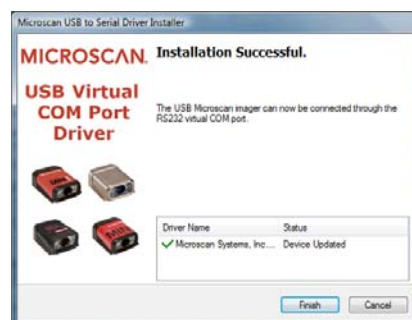 Microscan USB to Serial Driver Installer
MICROSCAN.
Installation Successful.
USB Virtual
COM Port
Driver
The USB Microscan imager can now be connected through the
RS232 virtual COM port.
Driver Name Status
Microscan Systems, Inc.... Device Updated
Finish Cancel